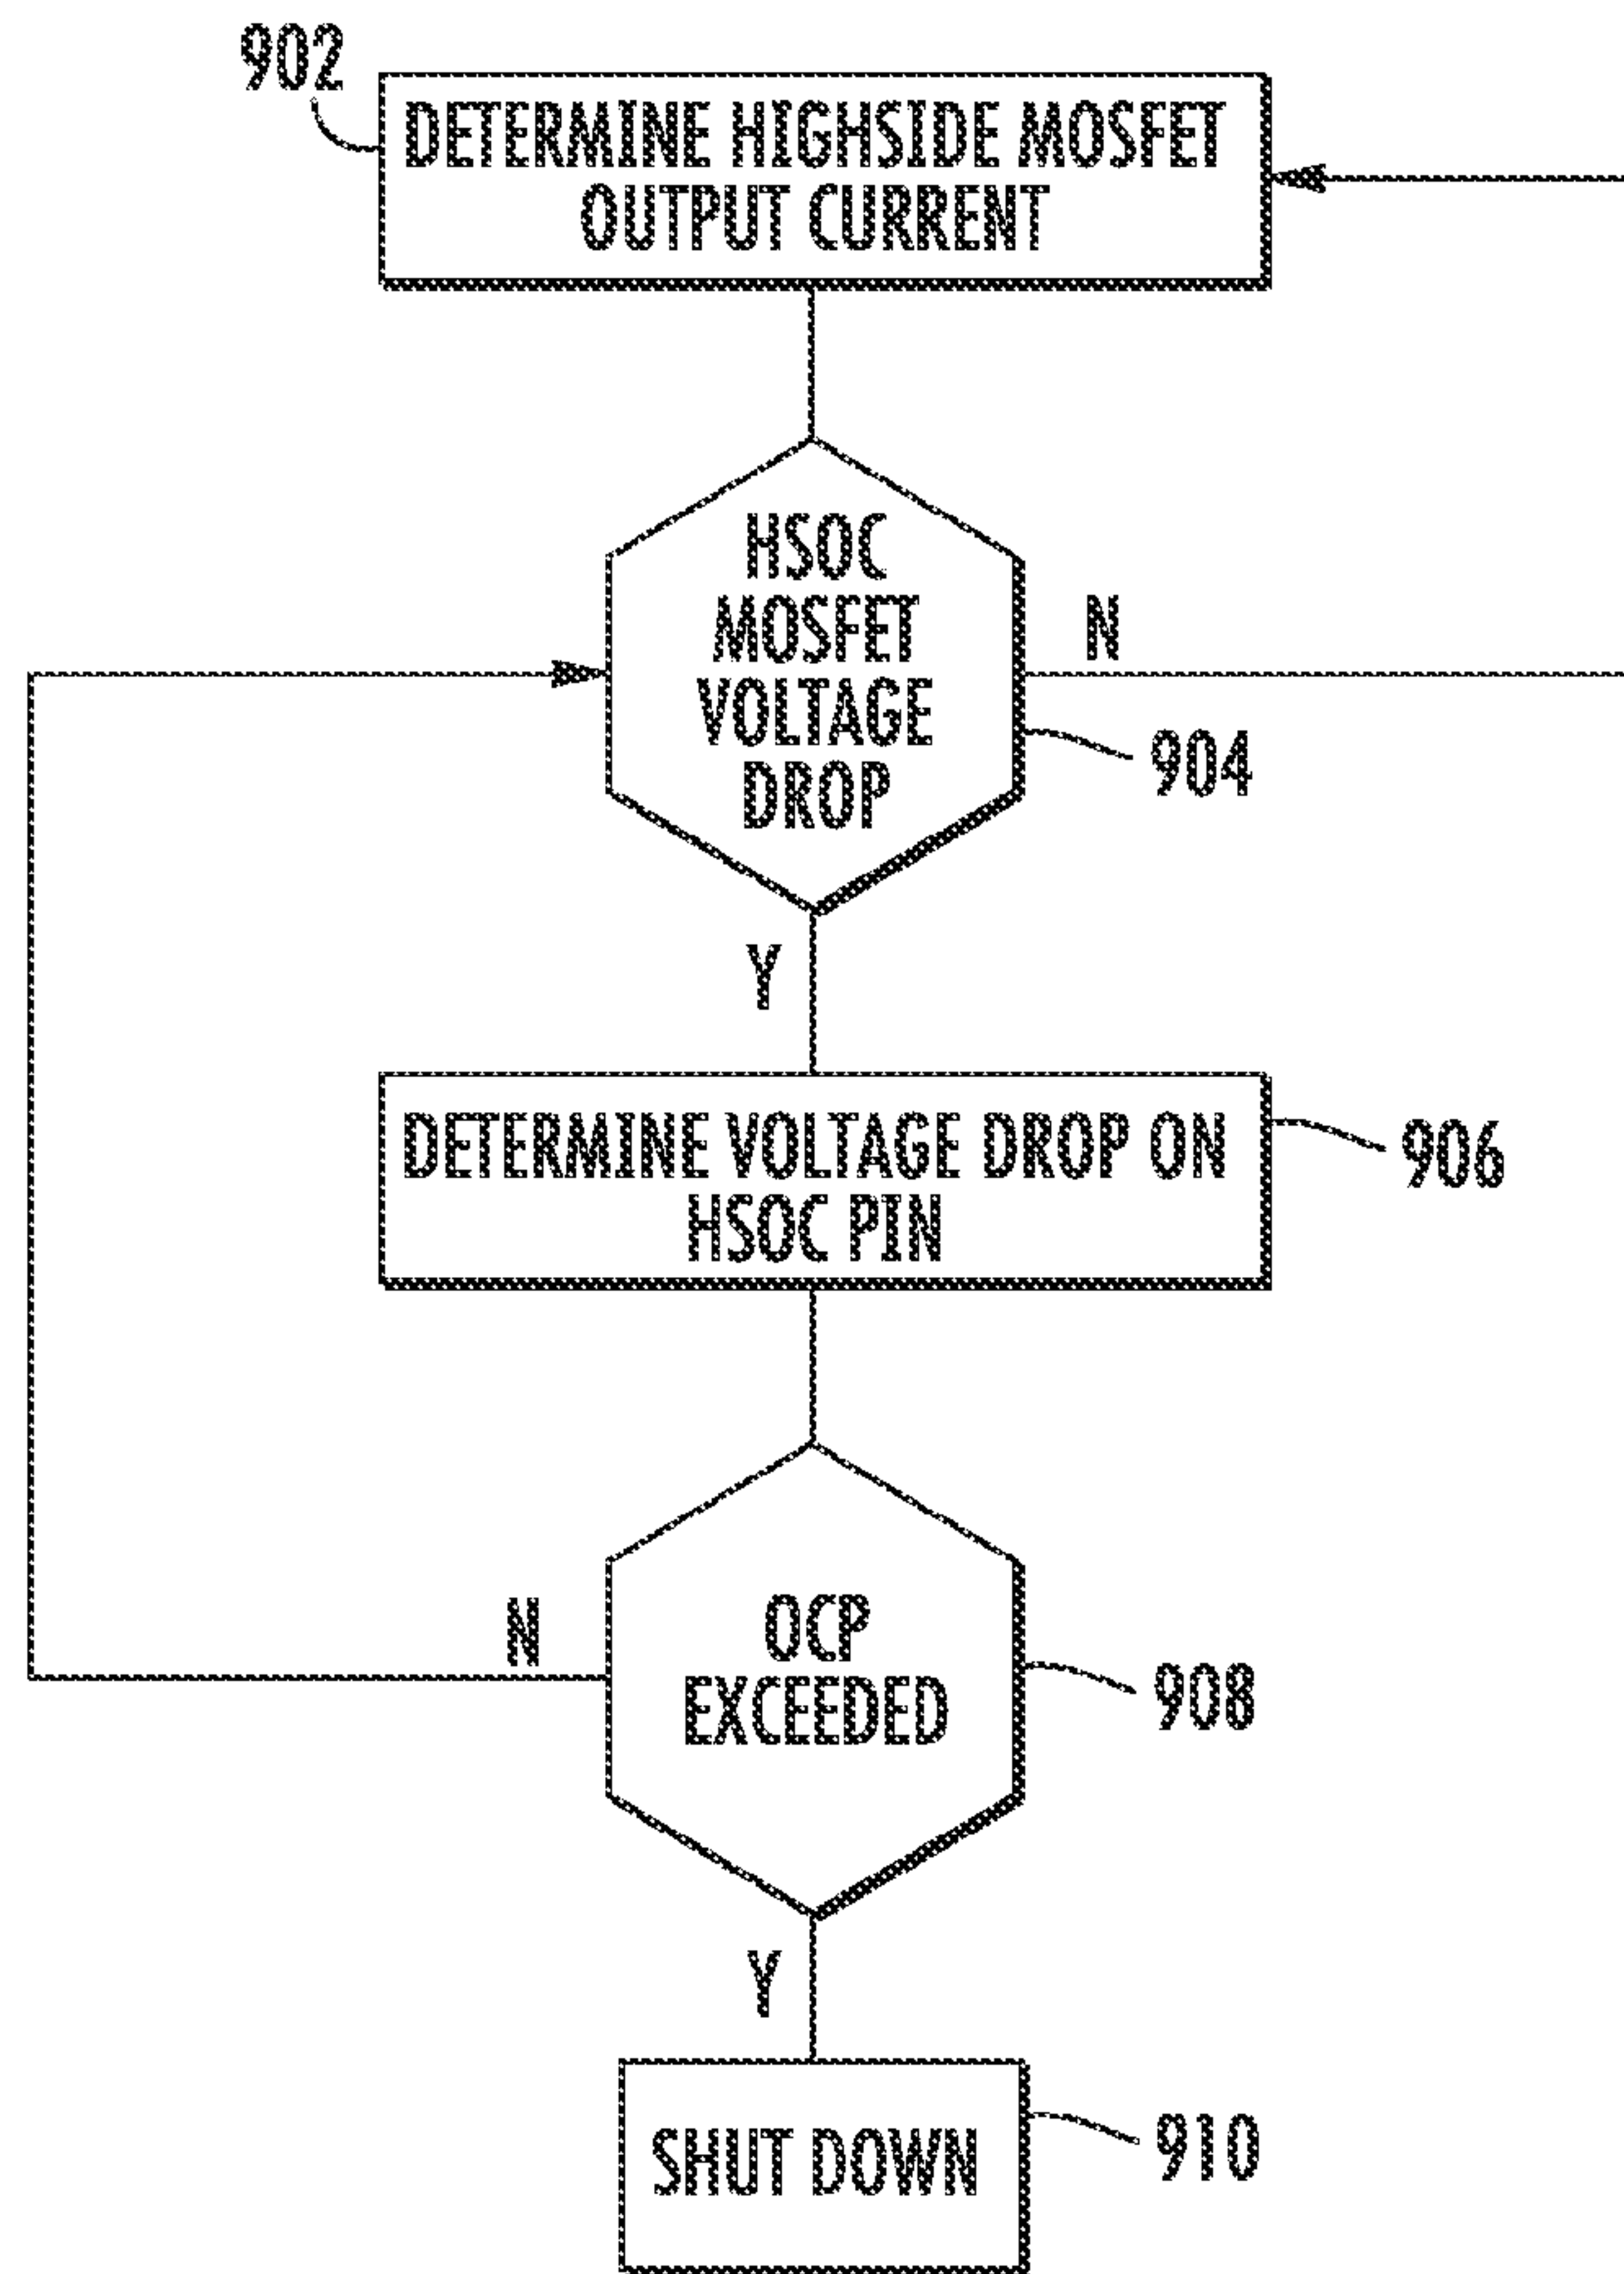 902
DETERMINE HIGHSIDE MOSFET
OUTPUT CURRENT
HSOC
MOSFET
VOLTAGE
DROP
N
904
Y
DETERMINE VOLTAGE DROP ON
HSOC PIN
906
N
OCP
EXCEEDED
908
Y
SHUT DOWN
910